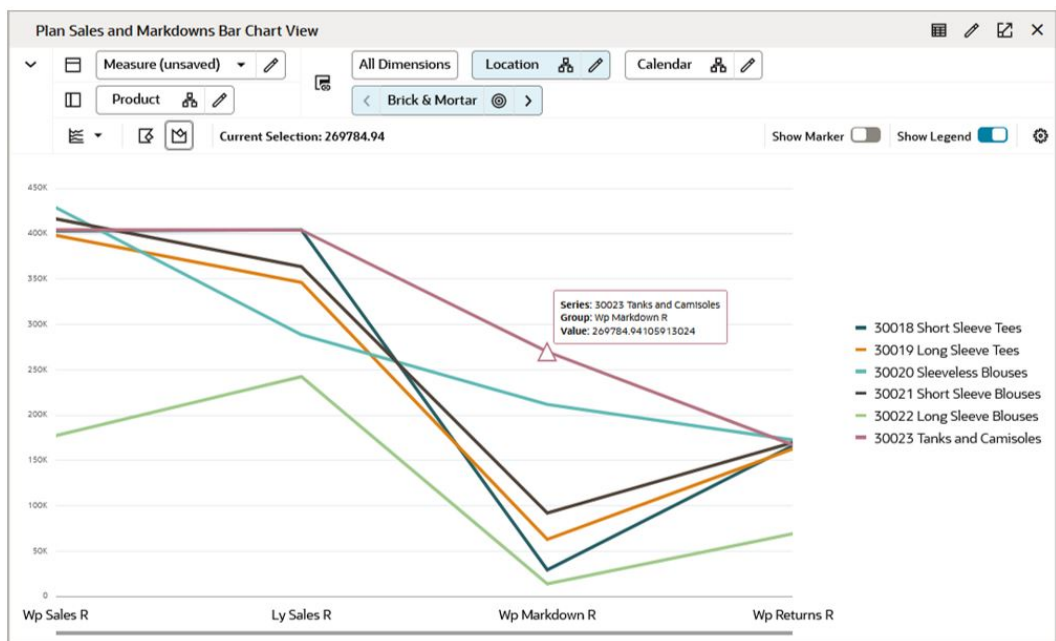 Plan Sales and Markdowns Bar Chart View
Measure (unsaved)
All Dimensions
Location
Calendar
Product
Brick & Mortar
Current Selection: 269784.94
Show Marker
Show Legend
450K
400K
350K
300K
250K
200K
150K
100K
50K
0
Series: 30023 Tanks and Camisoles
Group: Wp Markdown R
Value: 269784.94105913024
30018 Short Sleeve Tees
30019 Long Sleeve Tees
30020 Sleeveless Blouses
30021 Short Sleeve Blouses
30022 Long Sleeve Blouses
30023 Tanks and Camisoles
Wp Sales R
Ly Sales R
Wp Markdown R
Wp Returns R